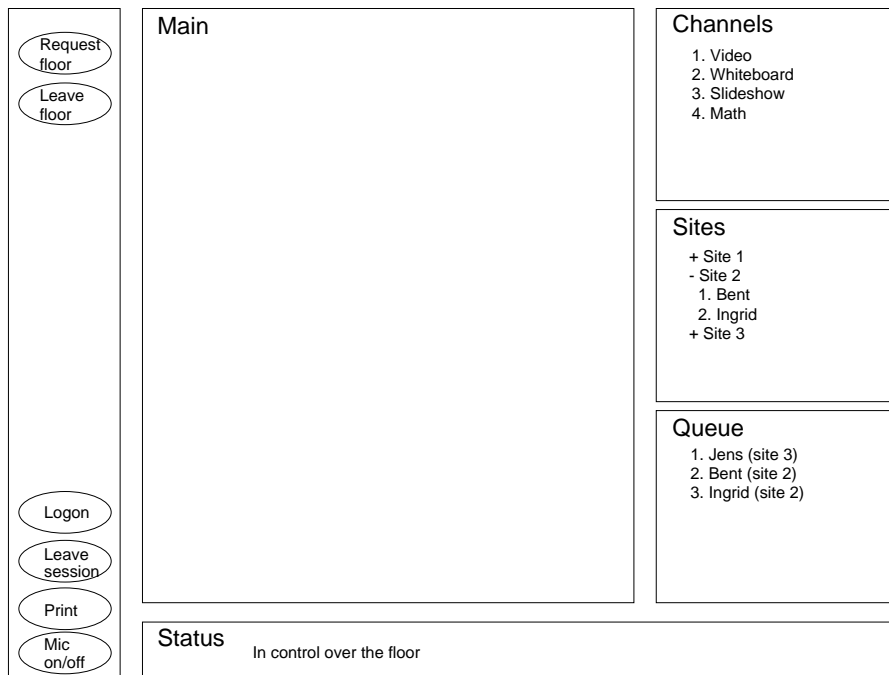 Request
floor
Leave
floor
Logon
Leave
session
Print
Mic
on/off
Main
Channels
1. Video
2. Whiteboard
3. Slideshow
4. Math
Sites
+ Site 1
- Site 2
1. Bent
2. Ingrid
+ Site 3
Queue
1. Jens (site 3)
2. Bent (site 2)
3. Ingrid (site 2)
Status
In control over the floor